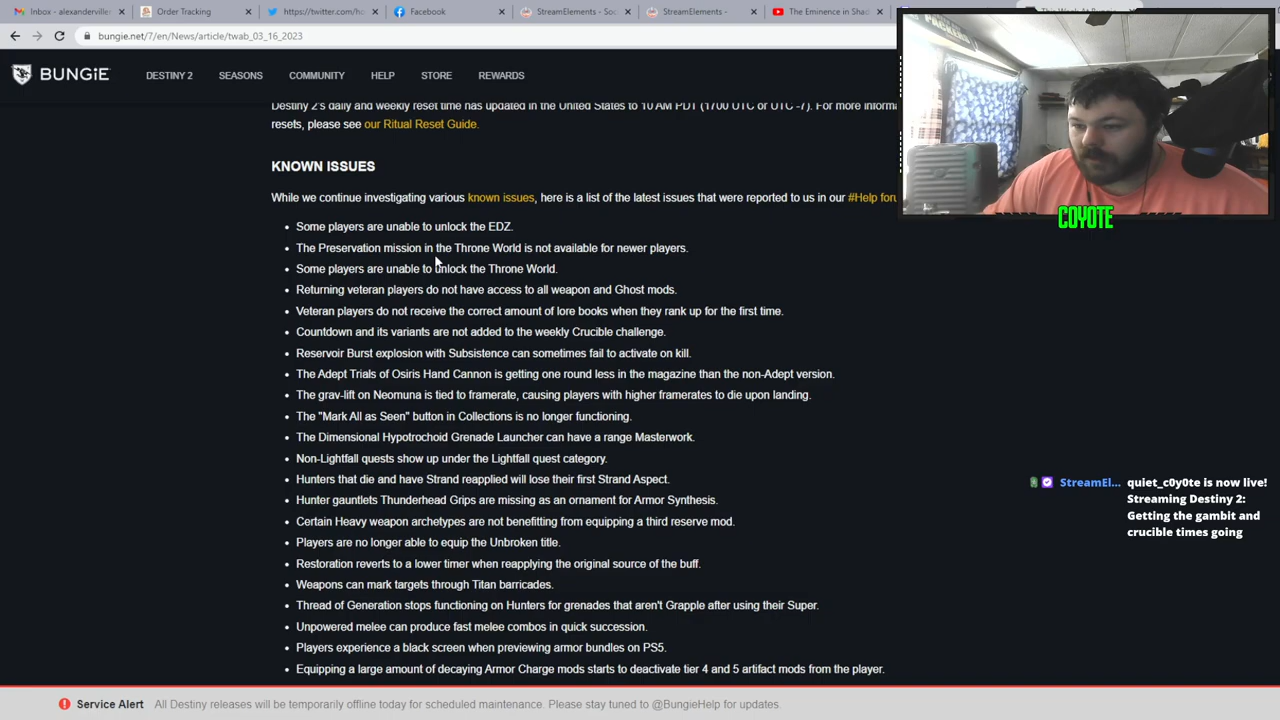 Inbox - alexanderviller
Order Tracking
https://twitter.com/ho
Facebook
StreamElements - Soc
StreamElements -
The Eminence in Shac
This Week At Bungie
bungie.net/7/en/News/article/twab_03_16_2023
BUNGIE
DESTINY 2
SEASONS
COMMUNITY
HELP
STORE
REWARDS
Destiny 2's daily and weekly reset time has updated in the United States to 10 AM PDT (1700 UTC or UTC -7). For more informa
resets, please see our Ritual Reset Guide.
KNOWN ISSUES
While we continue investigating various known issues, here is a list of the latest issues that were reported to us in our #Help foru
Some players are unable to unlock the EDZ.
The Preservation mission in the Throne World is not available for newer players.
Some players are unable to unlock the Throne World.
Returning veteran players do not have access to all weapon and Ghost mods.
Veteran players do not receive the correct amount of lore books when they rank up for the first time.
Countdown and its variants are not added to the weekly Crucible challenge.
Reservoir Burst explosion with Subsistence can sometimes fail to activate on kill.
The Adept Trials of Osiris Hand Cannon is getting one round less in the magazine than the non-Adept version.
The grav-lift on Neomuna is tied to framerate, causing players with higher framerates to die upon landing.
The "Mark All as Seen" button in Collections is no longer functioning.
The Dimensional Hypotrochoid Grenade Launcher can have a range Masterwork.
Non-Lightfall quests show up under the Lightfall quest category.
Hunters that die and have Strand reapplied will lose their first Strand Aspect.
Hunter gauntlets Thunderhead Grips are missing as an ornament for Armor Synthesis.
Certain Heavy weapon archetypes are not benefitting from equipping a third reserve mod.
Players are no longer able to equip the Unbroken title.
Restoration reverts to a lower timer when reapplying the original source of the buff.
Weapons can mark targets through Titan barricades.
Thread of Generation stops functioning on Hunters for grenades that aren't Grapple after using their Super.
Unpowered melee can produce fast melee combos in quick succession.
Players experience a black screen when previewing armor bundles on PS5.
Equipping a large amount of decaying Armor Charge mods starts to deactivate tier 4 and 5 artifact mods from the player.
Service Alert
All Destiny releases will be temporarily offline today for scheduled maintenance. Please stay tuned to @BungieHelp for updates.
PACKERS
COYOTE
StreamEl... quiet_c0y0te is now live!
Streaming Destiny 2:
Getting the gambit and
crucible times going